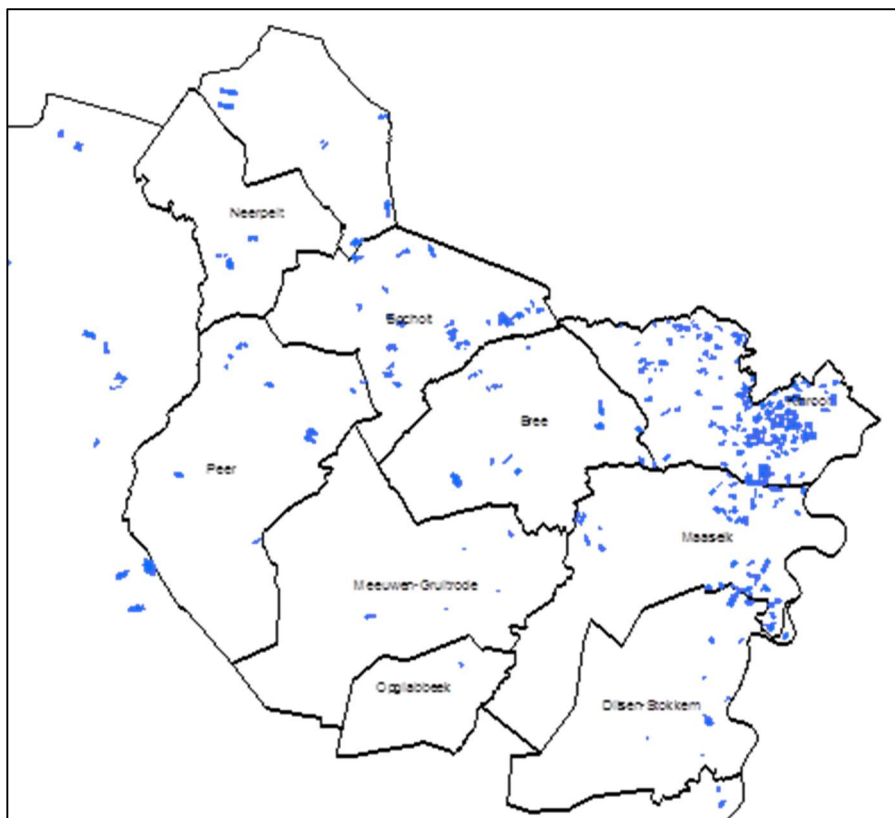 Neerpelt
Bocholt
Bree
Peer
Maaseik
Meeuwen-Gruitrode
Opglabbeek
Dilsen-Stokkem